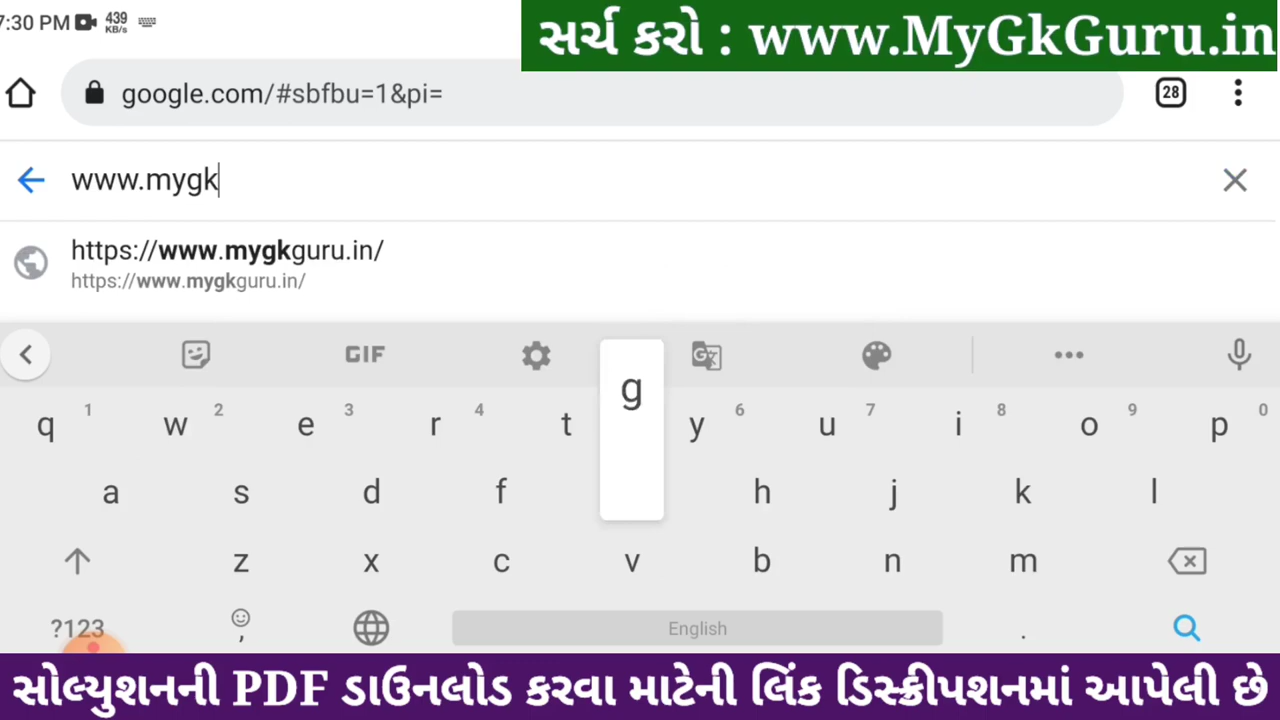 7:30 PM 439 KB/s
સર્ચ કરો : www.MyGkGuru.in
google.com/#sbfbu=1&pi=
28
www.mygk
https://www.mygkguru.in/
https://www.mygkguru.in/
GIF
g
q 1 w 2 e 3 r 4 t y 6 u 7 i 8 o 9 p 0
a s d f h j k l
z x c v b n m
?123 , English .
સોલ્યુશનની PDF ડાઉનલોડ કરવા માટેની લિંક ડિસ્ક્રીપશનમાં આપેલી છે